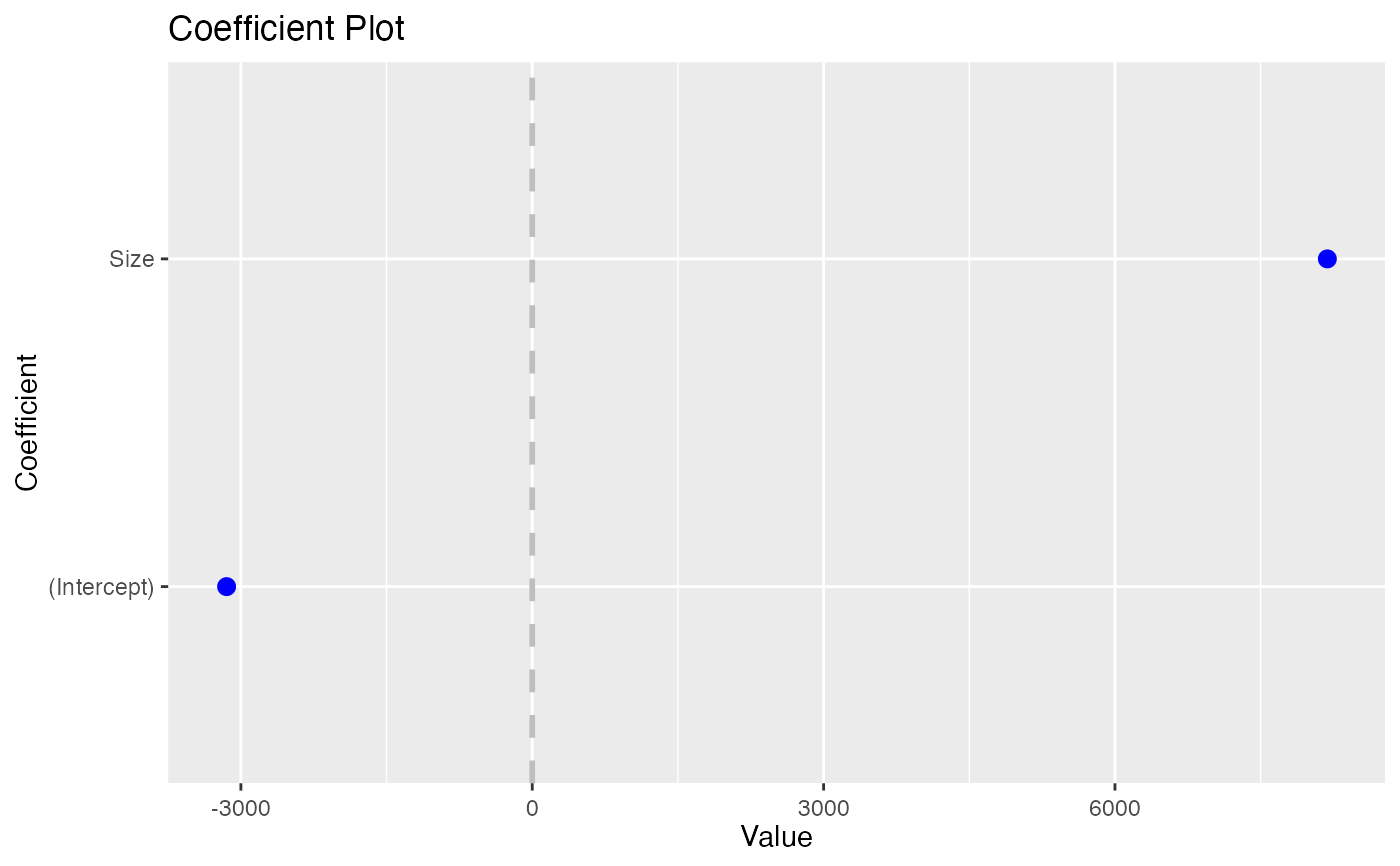 Coefficient Plot
Coefficient
Size
(Intercept)
-3000 0 3000 6000
Value